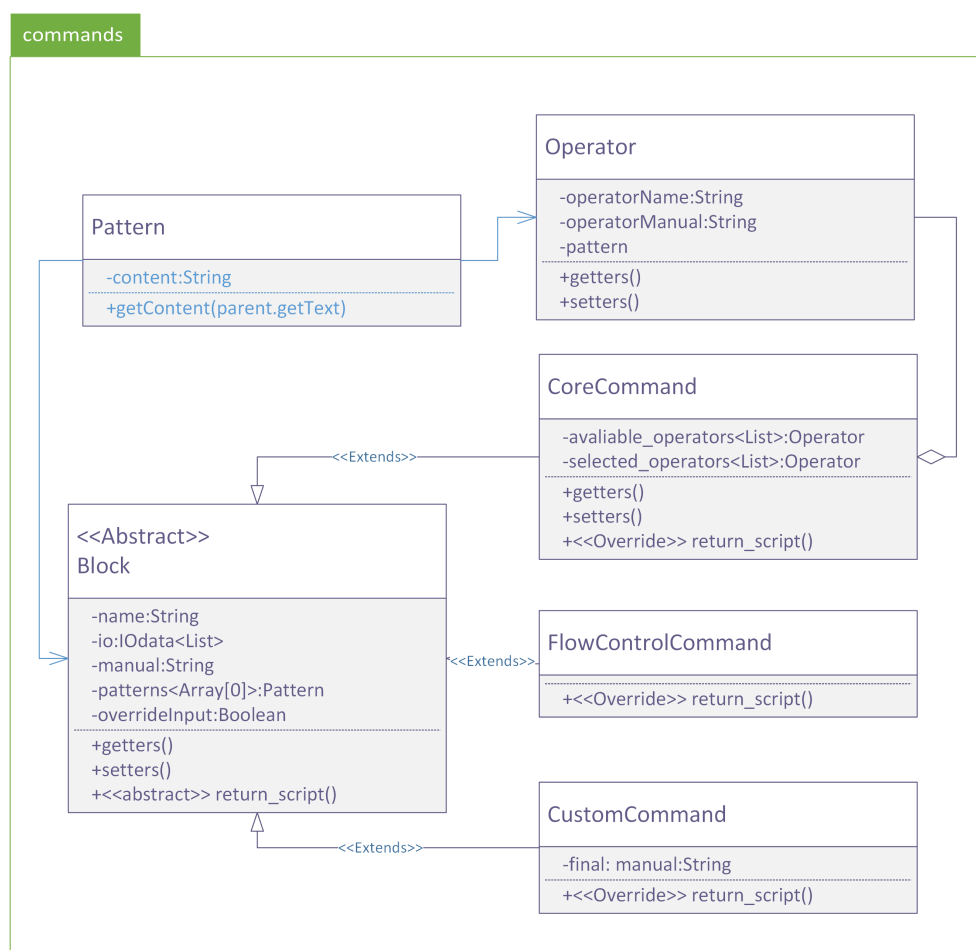 commands
Operator
-operatorName:String
-operatorManual:String
-pattern
+getters()
+setters()
Pattern
-content:String
+getContent(parent.getText)
CoreCommand
-avaliable_operators<List>:Operator
-selected_operators<List>:Operator
+getters()
+setters()
+<<Override>> return_script()
<<Extends>>
<<Abstract>>
Block
-name:String
-io:IOdata<List>
-manual:String
-patterns<Array[0]>:Pattern
-overrideInput:Boolean
+getters()
+setters()
+<<abstract>> return_script()
<<Extends>>
FlowControlCommand
+<<Override>> return_script()
<<Extends>>
CustomCommand
-final: manual:String
+<<Override>> return_script()